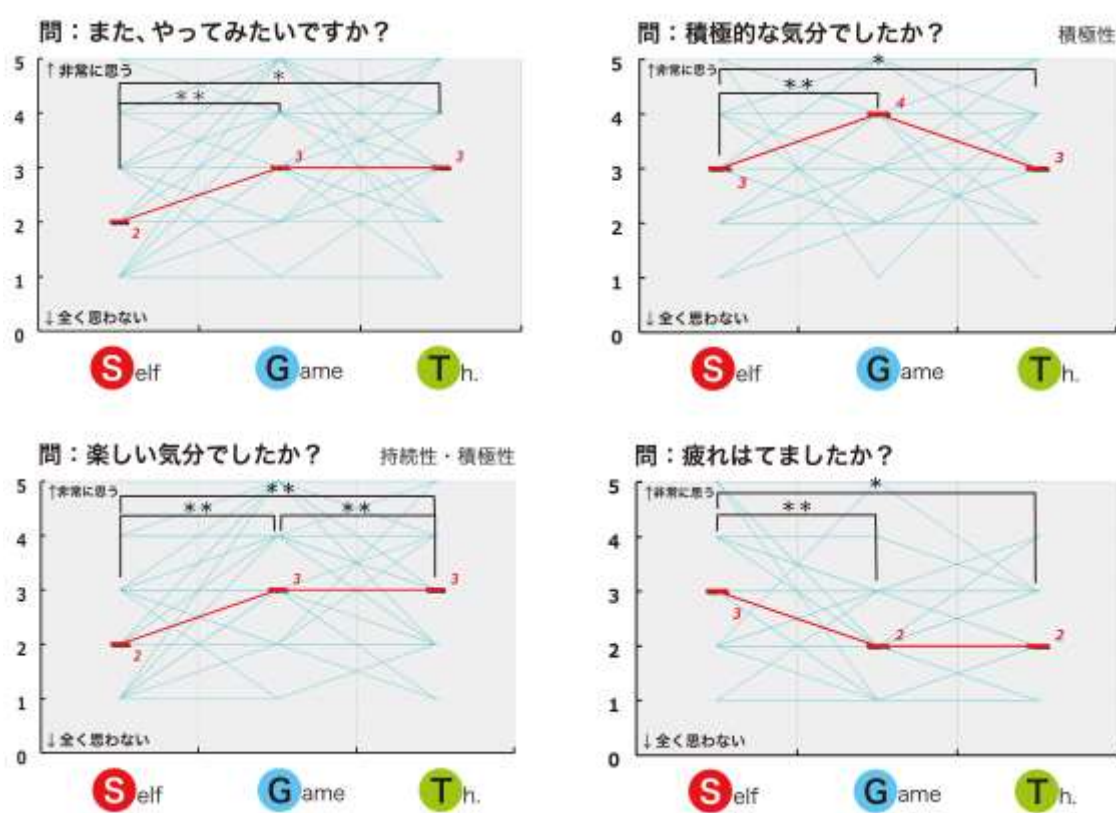 問：また、やってみたいですか？
5
↑非常に思う
*
**
4
3
3
3
2
2
1
0
↓全く思わない
Self
Game
Th.
問：積極的な気分でしたか？ 積極性
5
↑非常に思う
*
**
4
4
3
3
3
2
1
0
↓全く思わない
Self
Game
Th.
問：楽しい気分でしたか？ 持続性・積極性
5
↑非常に思う
**
** **
4
3
3
3
2
2
1
0
↓全く思わない
Self
Game
Th.
問：疲れはてましたか？
5
↑非常に思う
*
**
4
3
3
2
2
2
1
0
↓全く思わない
Self
Game
Th.